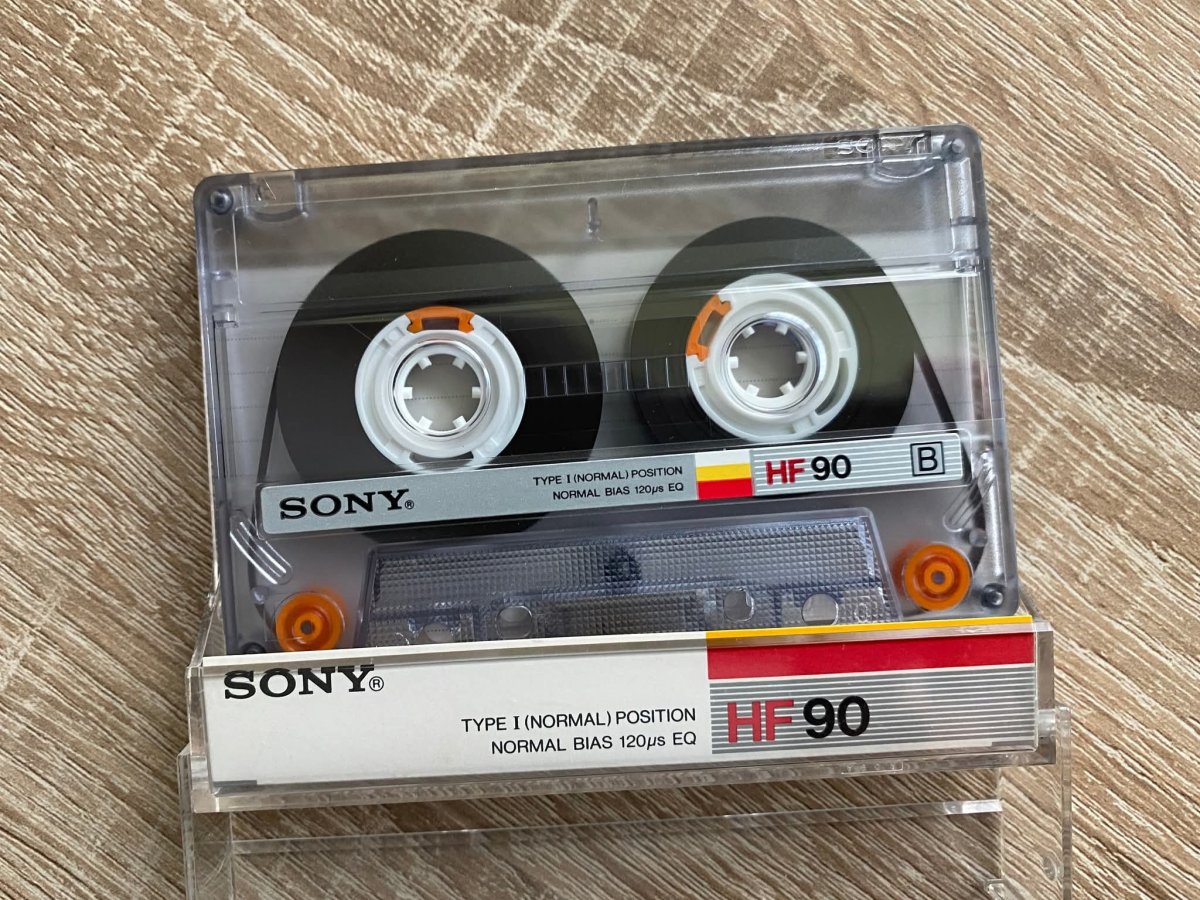 SONY®
TYPE I (NORMAL) POSITION
NORMAL BIAS 120µs EQ
HF 90
B
SONY®
TYPE I (NORMAL) POSITION
NORMAL BIAS 120µs EQ
HF 90